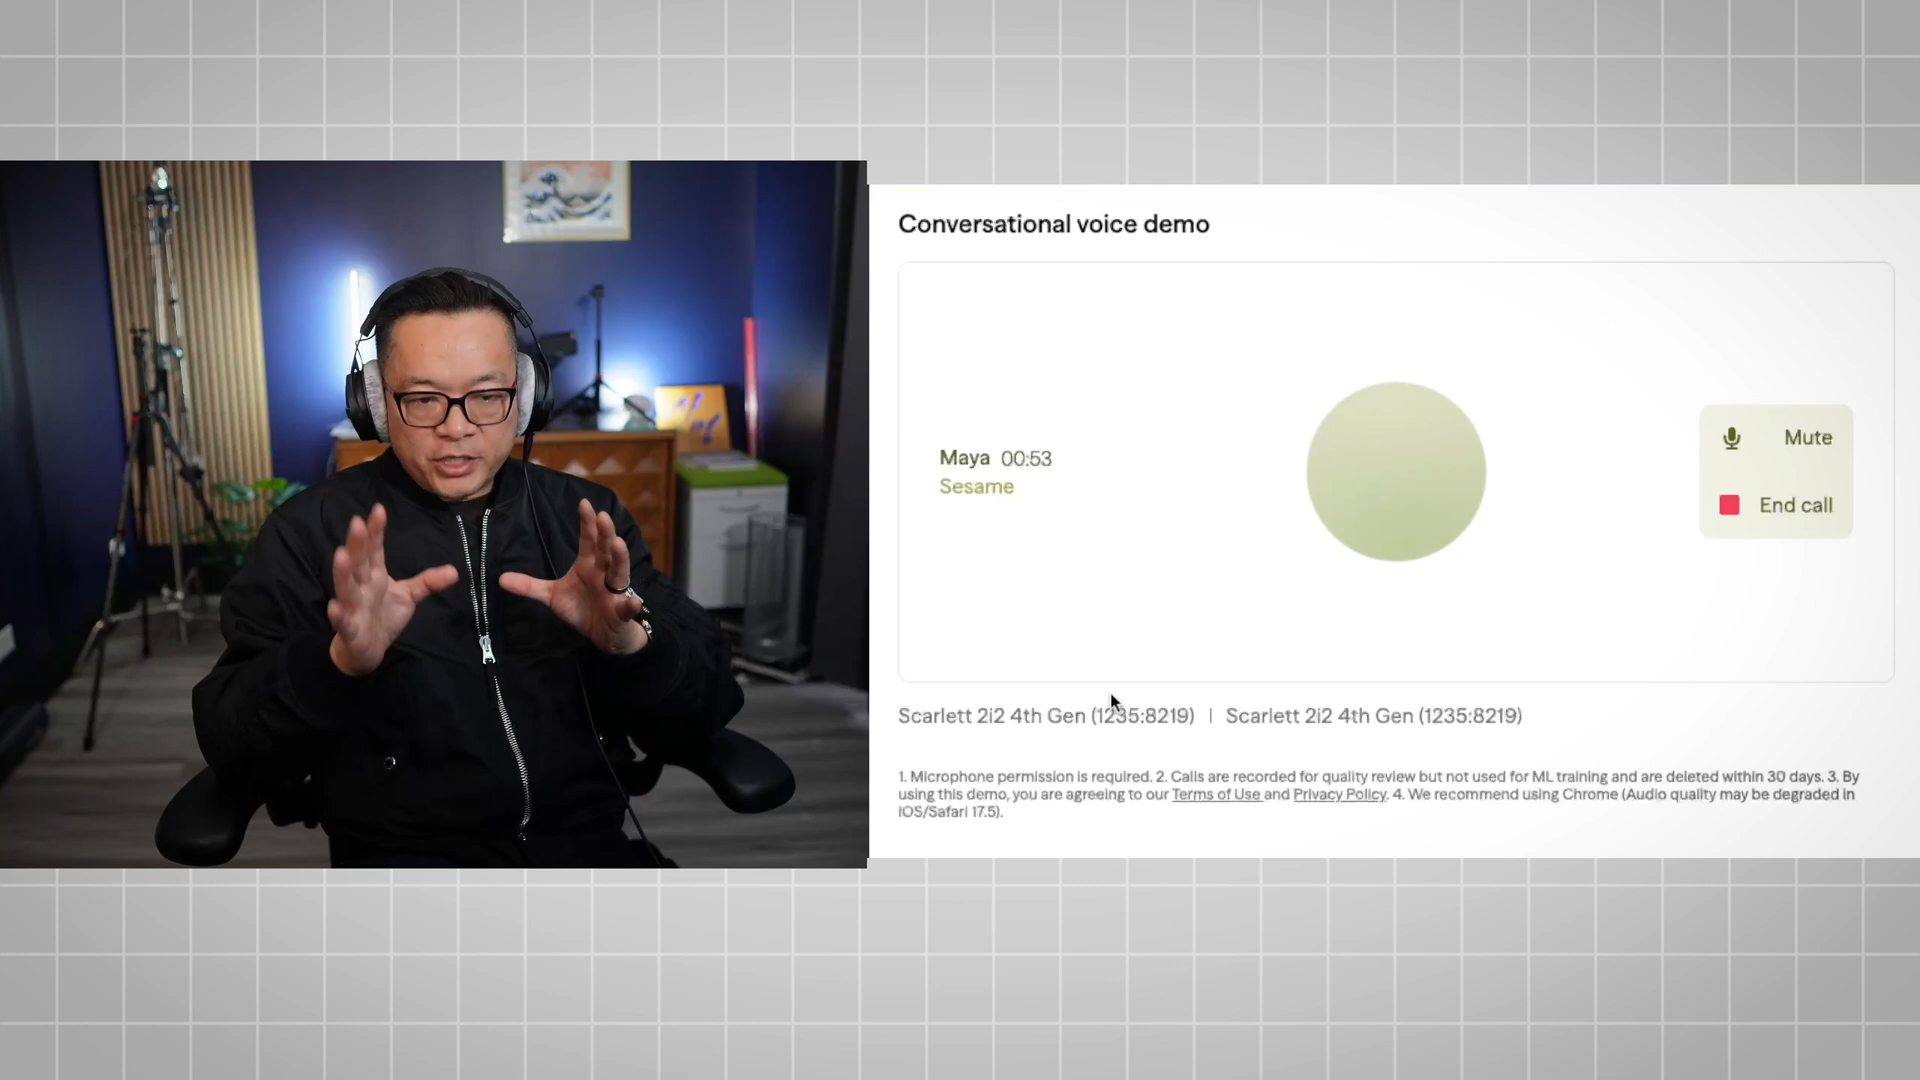 Conversational voice demo
Maya 00:53
Sesame
Mute
End call
Scarlett 2i2 4th Gen (1235:8219) | Scarlett 2i2 4th Gen (1235:8219)
1. Microphone permission is required. 2. Calls are recorded for quality review but not used for ML training and are deleted within 30 days. 3. By
using this demo, you are agreeing to our Terms of Use and Privacy Policy. 4. We recommend using Chrome (Audio quality may be degraded in
iOS/Safari 17.5).